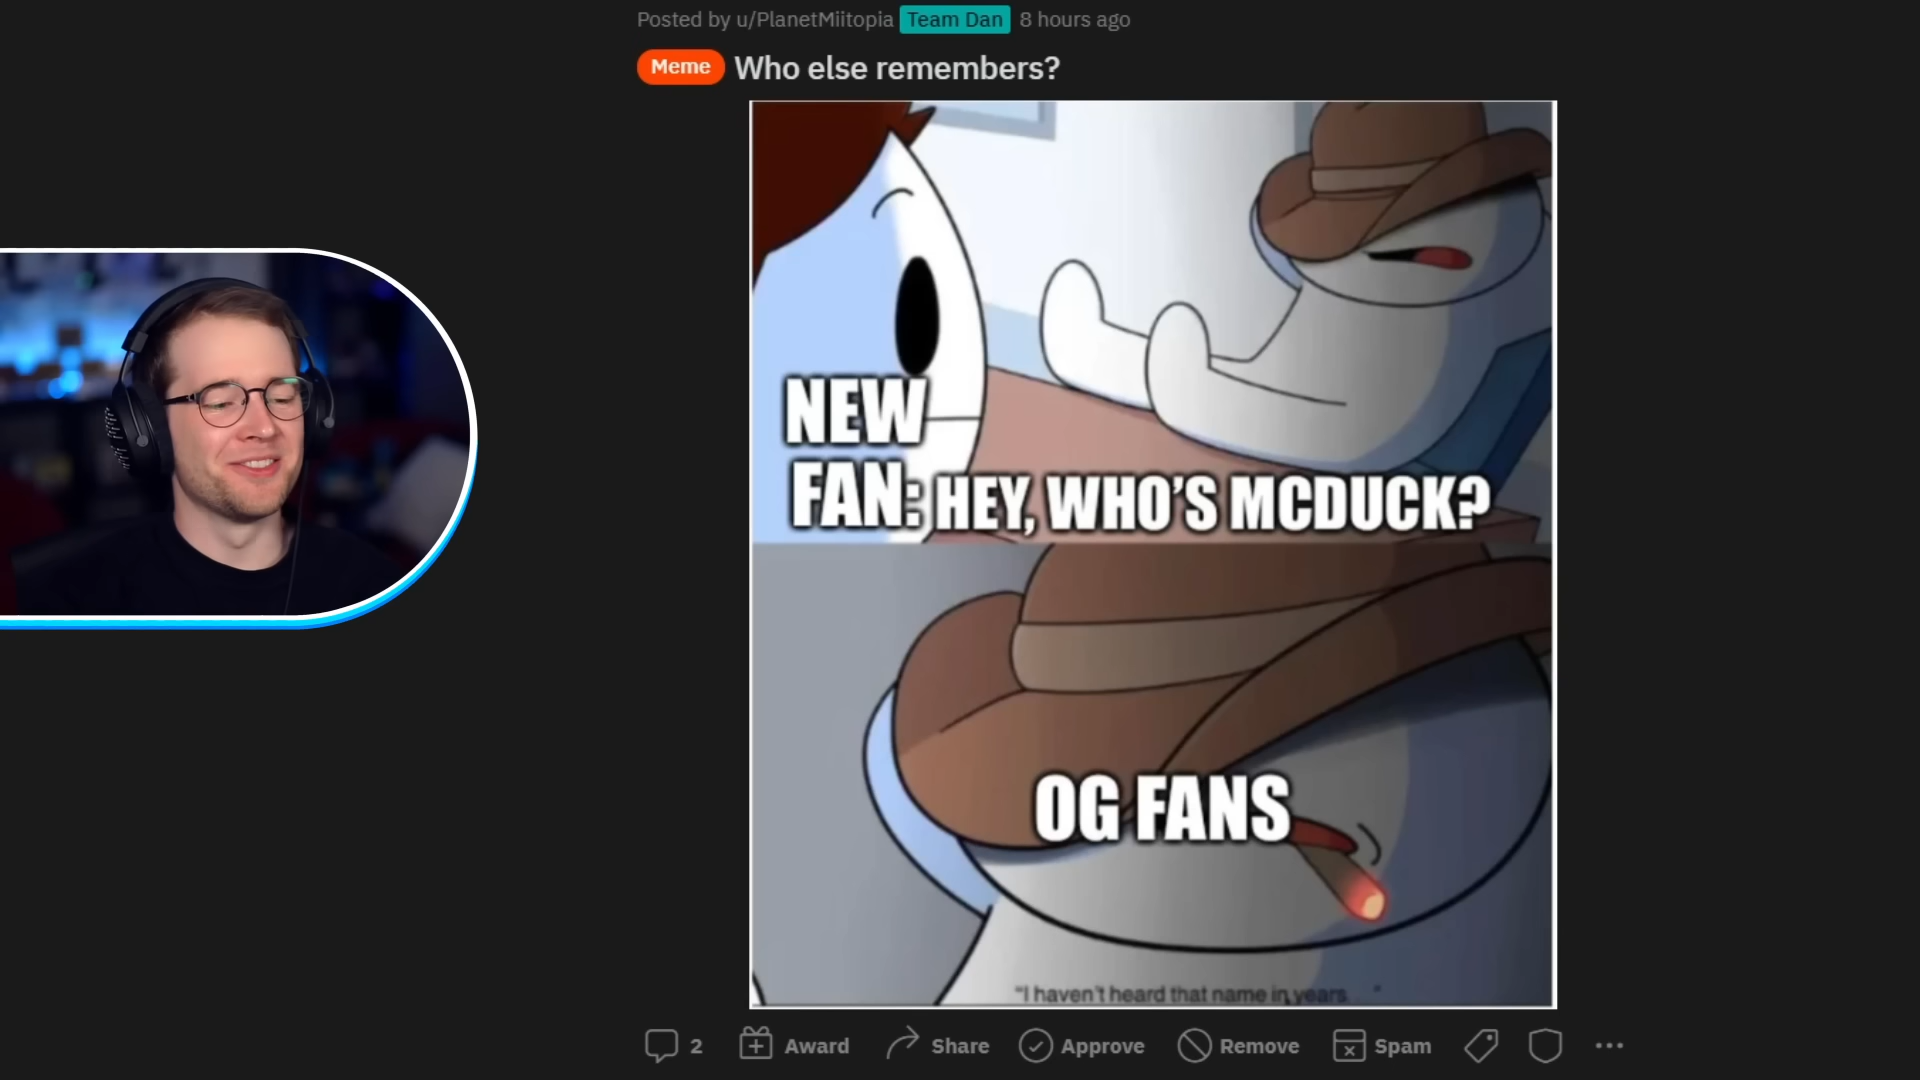 Posted by u/PlanetMiitopia Team Dan 8 hours ago
Meme Who else remembers?
NEW
FAN: HEY, WHO'S MCDUCK?
OG FANS
"I haven't heard that name in years..."
2 Award Share Approve Remove Spam